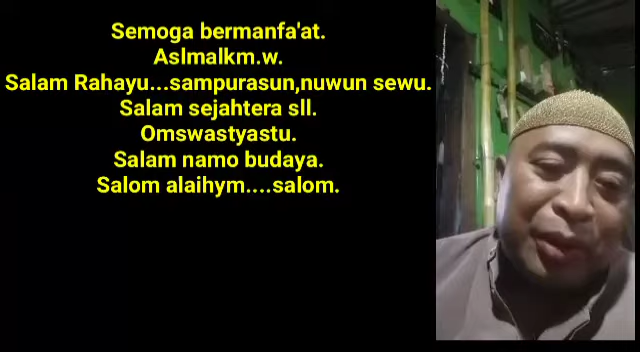 Semoga bermanfa'at.
Aslmalkm.w.
Salam Rahayu...sampurasun,nuwun sewu.
Salam sejahtera sll.
Omswastyastu.
Salam namo budaya.
Salom alaihym....salom.